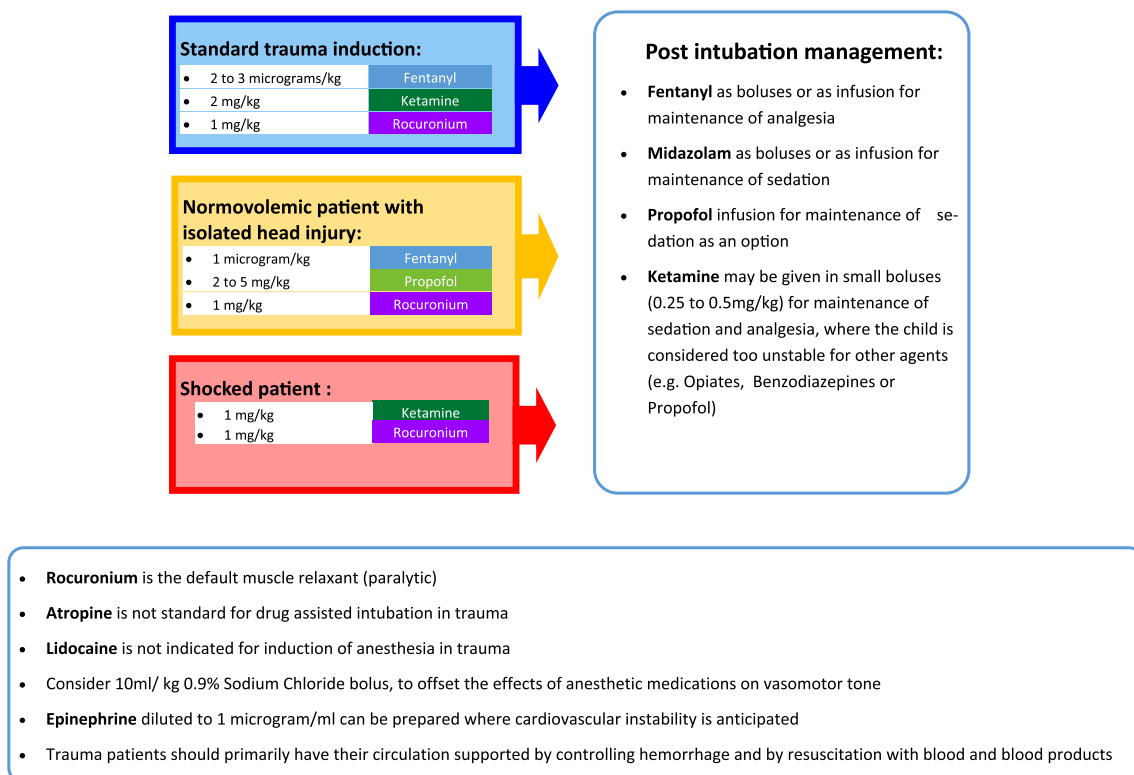 Standard trauma induction:
• 2 to 3 micrograms/kg Fentanyl
• 2 mg/kg Ketamine
• 1 mg/kg Rocuronium
Normovolemic patient with
isolated head injury:
• 1 microgram/kg Fentanyl
• 2 to 5 mg/kg Propofol
• 1 mg/kg Rocuronium
Shocked patient :
• 1 mg/kg Ketamine
• 1 mg/kg Rocuronium
Post intubation management:
• Fentanyl as boluses or as infusion for
maintenance of analgesia
• Midazolam as boluses or as infusion for
maintenance of sedation
• Propofol infusion for maintenance of se-
dation as an option
• Ketamine may be given in small boluses
(0.25 to 0.5mg/kg) for maintenance of
sedation and analgesia, where the child is
considered too unstable for other agents
(e.g. Opiates, Benzodiazepines or
Propofol)
• Rocuronium is the default muscle relaxant (paralytic)
• Atropine is not standard for drug assisted intubation in trauma
• Lidocaine is not indicated for induction of anesthesia in trauma
• Consider 10ml/ kg 0.9% Sodium Chloride bolus, to offset the effects of anesthetic medications on vasomotor tone
• Epinephrine diluted to 1 microgram/ml can be prepared where cardiovascular instability is anticipated
• Trauma patients should primarily have their circulation supported by controlling hemorrhage and by resuscitation with blood and blood products